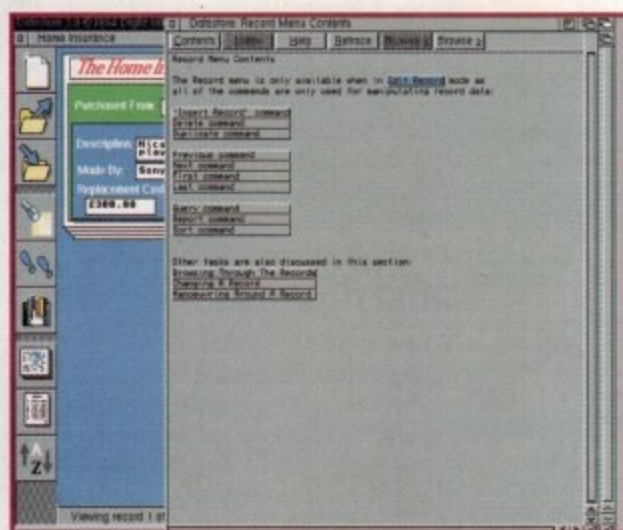 Datastore: Record Menu Contents
Home Insurance
Contents Index Help Retrace Browse < Browse >
Record Menu Contents
The Record menu is only available when in Edit Record mode as
all of the commands are only used for manipulating record data:
'Insert Record' command
Delete command
Duplicate command
Previous command
Next command
First command
Last command
Query command
Report command
Sort command
Other tasks are also discussed in this section:
Browsing Through The Records
Changing A Record
Manoeuvring Around A Record
The Home In
Purchased From:
Description: Nica
play
Made By: Sony
Replacement Cost
£300.00
A
Z
Viewing record 1 of